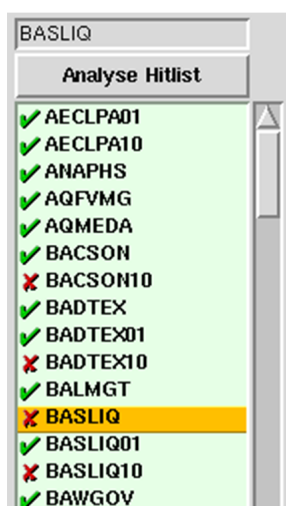 BASLIQ
Analyse Hitlist
AECLPA01
AECLPA10
ANAPHS
AQFVMG
AQMEDA
BACSON
BACSON10
BADTEX
BADTEX01
BADTEX10
BALMGT
BASLIQ
BASLIQ01
BASLIQ10
BAWGOV